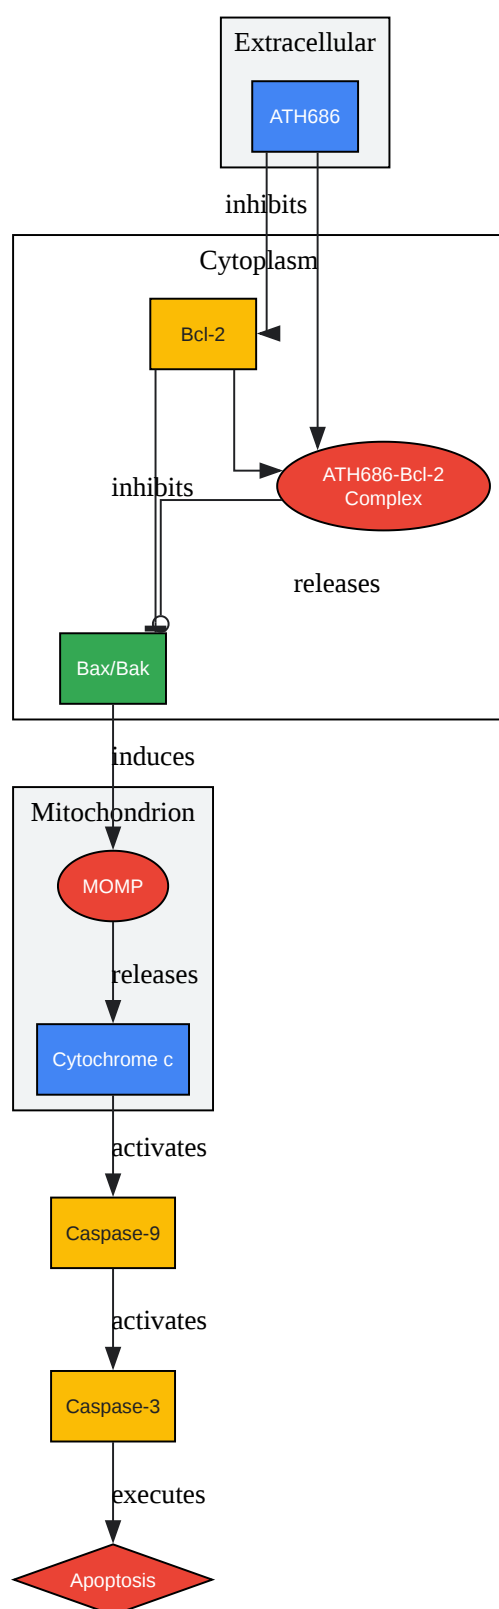 Extracellular
ATH686
inhibits
Cytoplasm
Bcl-2
ATH686-Bcl-2
Complex
inhibits
releases
Bax/Bak
induces
Mitochondrion
MOMP
releases
Cytochrome c
activates
Caspase-9
activates
Caspase-3
executes
Apoptosis